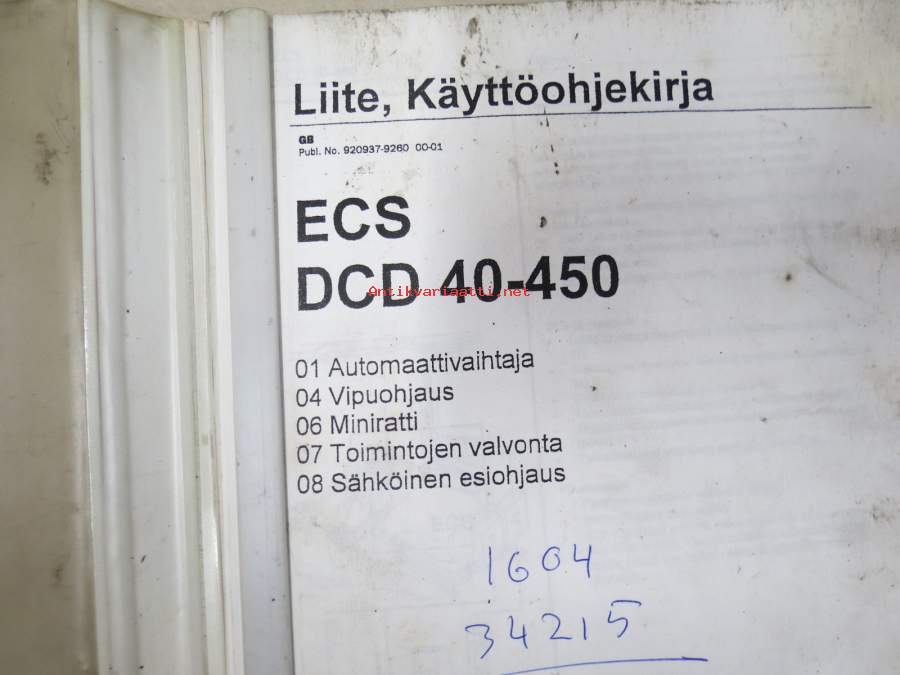 Liite, Käyttöohjekirja
GB
Publ. No. 920937-9260 00-01
ECS
DCD 40-450
Antikvariaatti.net
01 Automaattivaihtaja
04 Vipuohjaus
06 Miniratti
07 Toimintojen valvonta
08 Sähköinen esiohjaus
1604
34215